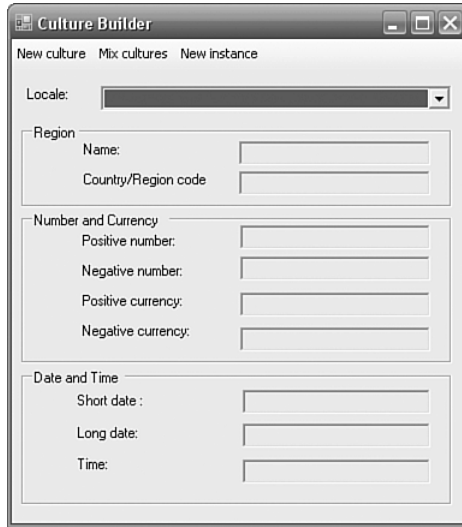 Culture Builder
New culture Mix cultures New instance
Locale:
Region
Name:
Country/Region code
Number and Currency
Positive number:
Negative number:
Positive currency:
Negative currency:
Date and Time
Short date :
Long date:
Time: